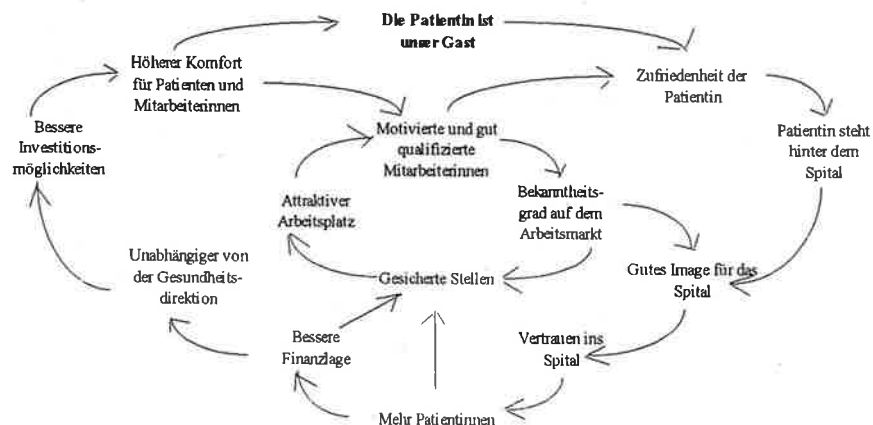 Die Patientin ist
unser Gast
Höherer Komfort
für Patienten und
Mitarbeiterinnen
Zufriedenheit der
Patientin
Bessere
Investitions-
möglichkeiten
Motivierte und gut
qualifizierte
Mitarbeiterinnen
Patientin steht
hinter dem
Spital
Attraktiver
Arbeitsplatz
Bekanntheits-
grad auf dem
Arbeitsmarkt
Unabhängiger von
der Gesundheits-
direktion
Gesicherte Stellen
Gutes Image für das
Spital
Bessere
Finanzlage
Vertrauen ins
Spital
Mehr Patientinnen